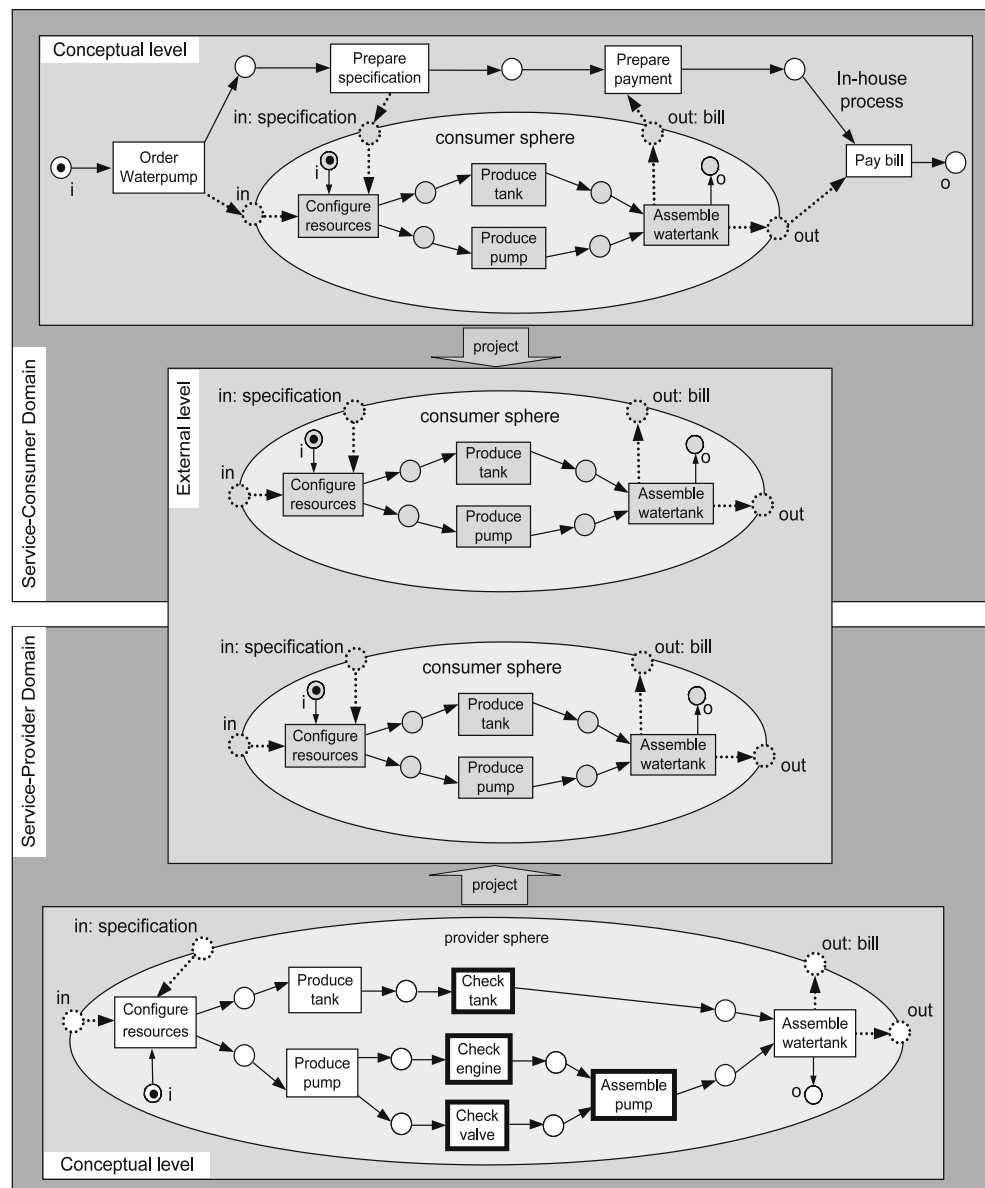 Conceptual level
Prepare
specification
Prepare
payment
In-house
process
in: specification
out: bill
consumer sphere
i
Order
Waterpump
i
Produce
tank
o
Pay bill
o
in
Configure
resources
Assemble
watertank
Produce
pump
out
project
Service-Consumer Domain
External level
in: specification
out: bill
consumer sphere
i
Produce
tank
o
in
Configure
resources
Assemble
watertank
Produce
pump
out
Service-Provider Domain
in: specification
out: bill
consumer sphere
i
Produce
tank
o
in
Configure
resources
Assemble
watertank
Produce
pump
out
project
in: specification
provider sphere
out: bill
Produce
tank
Check
tank
in
Configure
resources
out
Assemble
watertank
Produce
pump
Check
engine
Assemble
pump
i
o
Check
valve
Conceptual level